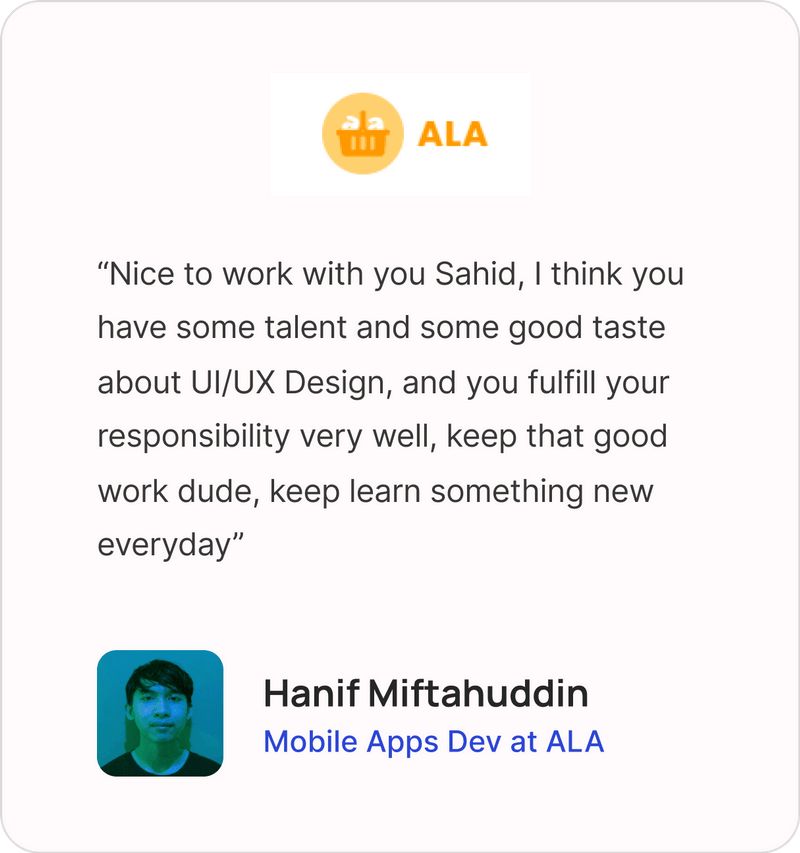 ALA
“Nice to work with you Sahid, I think you
have some talent and some good taste
about UI/UX Design, and you fulfill your
responsibility very well, keep that good
work dude, keep learn something new
everyday”
Hanif Miftahuddin
Mobile Apps Dev at ALA